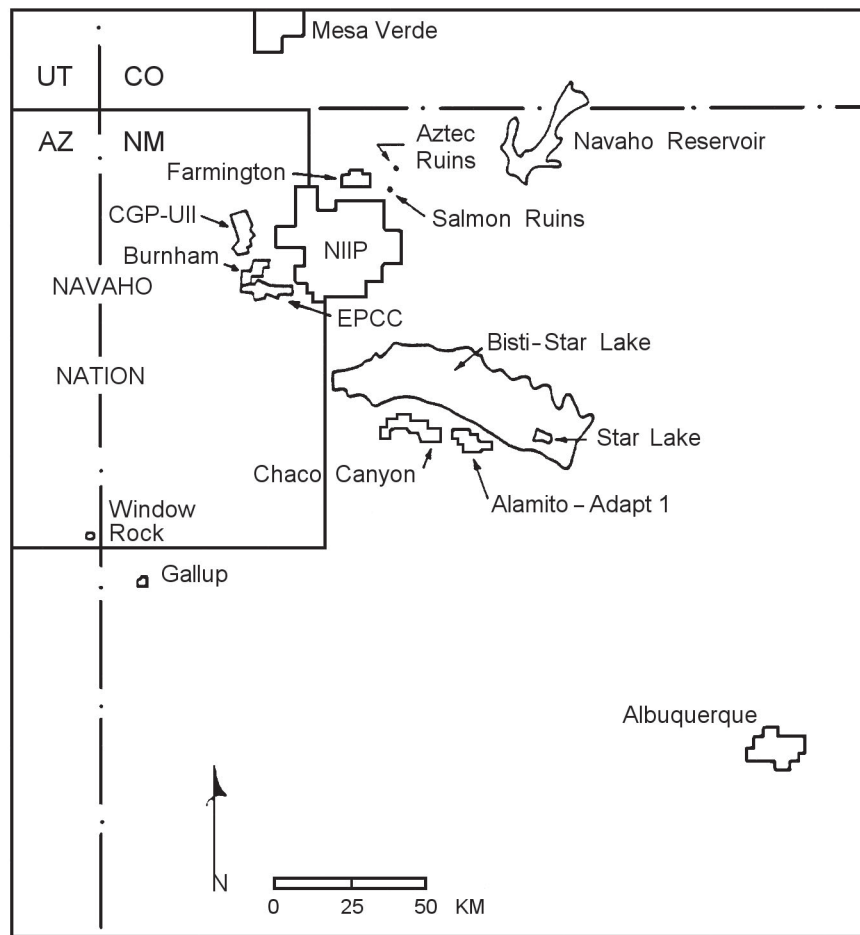 Mesa Verde
UT CO
AZ NM
Aztec
Ruins
Navaho Reservoir
Farmington
Salmon Ruins
CGP-UII
NIIP
Burnham
NAVAHO
EPCC
Bisti-Star Lake
NATION
Star Lake
Chaco Canyon
Alamito - Adapt 1
Window
Rock
Gallup
Albuquerque
N
0 25 50 KM